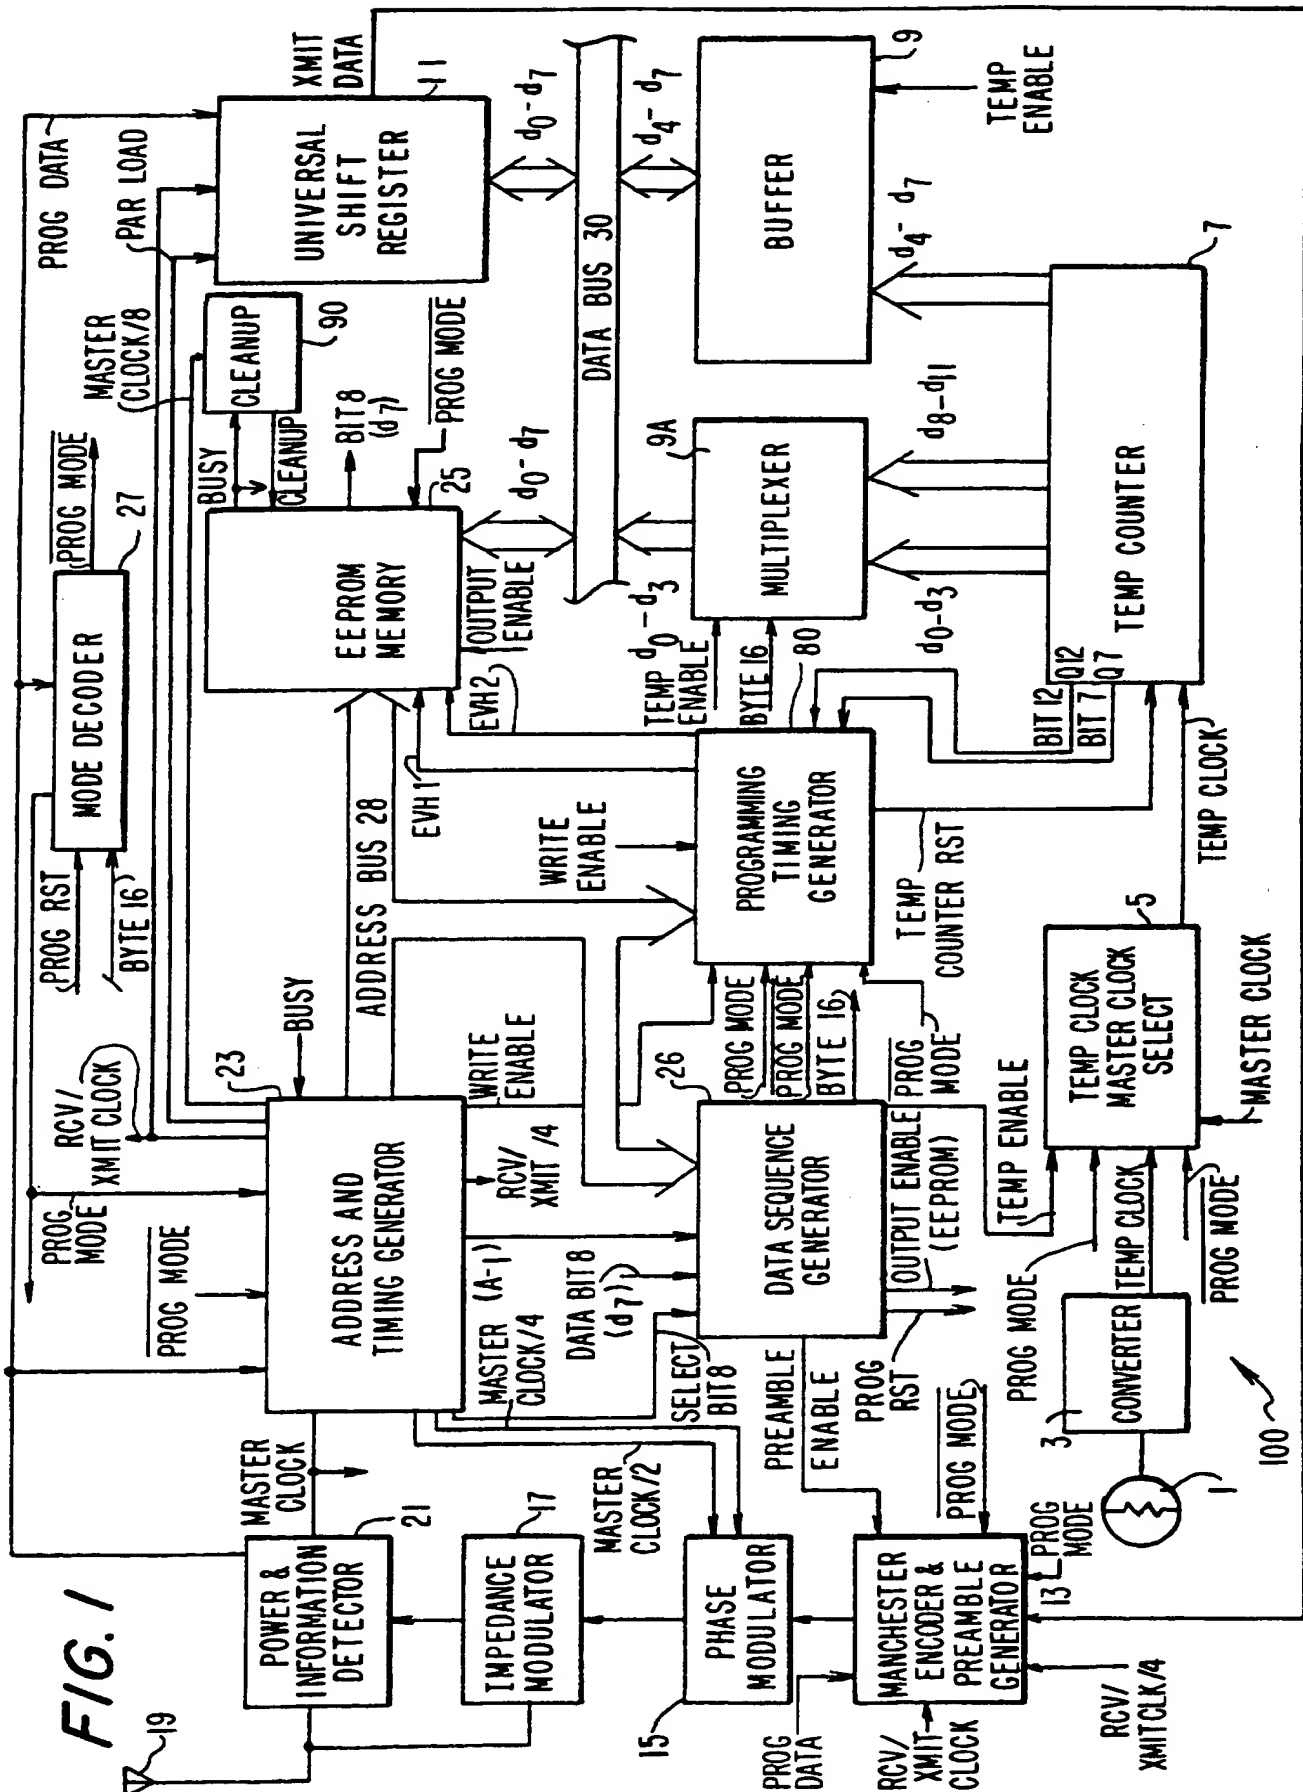 FIG. 1
19
POWER &
INFORMATION
DETECTOR
21
MASTER
CLOCK
IMPEDANCE
MODULATOR
17
PHASE
MODULATOR
15
MASTER
CLOCK/2
MASTER
CLOCK/4
MANCHESTER
ENCODER &
PREAMBLE
GENERATOR
13
PROG
DATA
RCV/
XMIT
CLOCK
RCV/
XMITCLK/4
PROG
MODE
PROG MODE
PREAMBLE
ENABLE
PROG MODE
PROG
MODE
RCV/
XMIT CLOCK
ADDRESS AND
TIMING GENERATOR
23
BUSY
(A-1)
RCV/
XMIT /4
WRITE
ENABLE
DATA BIT8
(d7)
SELECT
BIT8
DATA SEQUENCE
GENERATOR
26
PROG
RST
OUTPUT ENABLE
(EEPROM)
PROG MODE
PROG MODE
BYTE 16
PROG
MODE
TEMP ENABLE
1
3
CONVERTER
100
PROG MODE
TEMP CLOCK
PROG MODE
TEMP CLOCK
MASTER CLOCK
SELECT
5
MASTER CLOCK
TEMP CLOCK
PROG RST
BYTE 16
MODE DECODER
27
PROG MODE
ADDRESS BUS 28
EEPROM
MEMORY
25
EVH1
EVH2
OUTPUT
ENABLE
BUSY
CLEANUP
CLEANUP
90
BIT8
(d7)
PROG MODE
MASTER
CLOCK/8
d0-d7
WRITE
ENABLE
PROGRAMMING
TIMING
GENERATOR
80
TEMP
COUNTER RST
TEMP
ENABLE
BYTE16
d0-d3
MULTIPLEXER
9A
DATA BUS 30
PROG DATA
PAR LOAD
UNIVERSAL
SHIFT
REGISTER
11
XMIT
DATA
d0-d7
d4-d7
BUFFER
9
TEMP
ENABLE
d0-d3
d8-d11
d4-d7
BIT 12
Q12
BIT 7
Q7
TEMP COUNTER
7